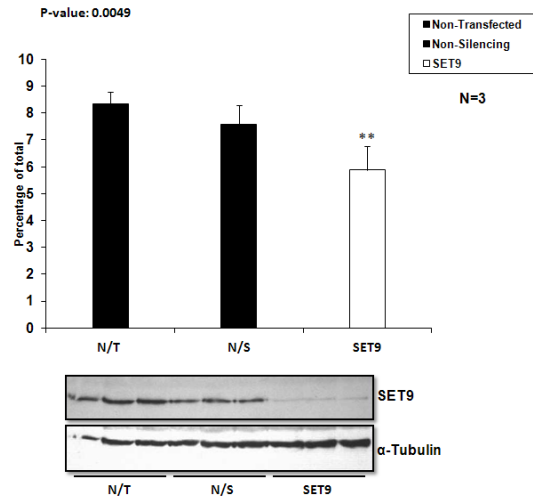 P-value: 0.0049
Non-Transfected
Non-Silencing
SET9
N=3
Percentage of total
10
9
8
7
6
5
4
3
2
1
0
**
N/T
N/S
SET9
SET9
α-Tubulin
N/T
N/S
SET9